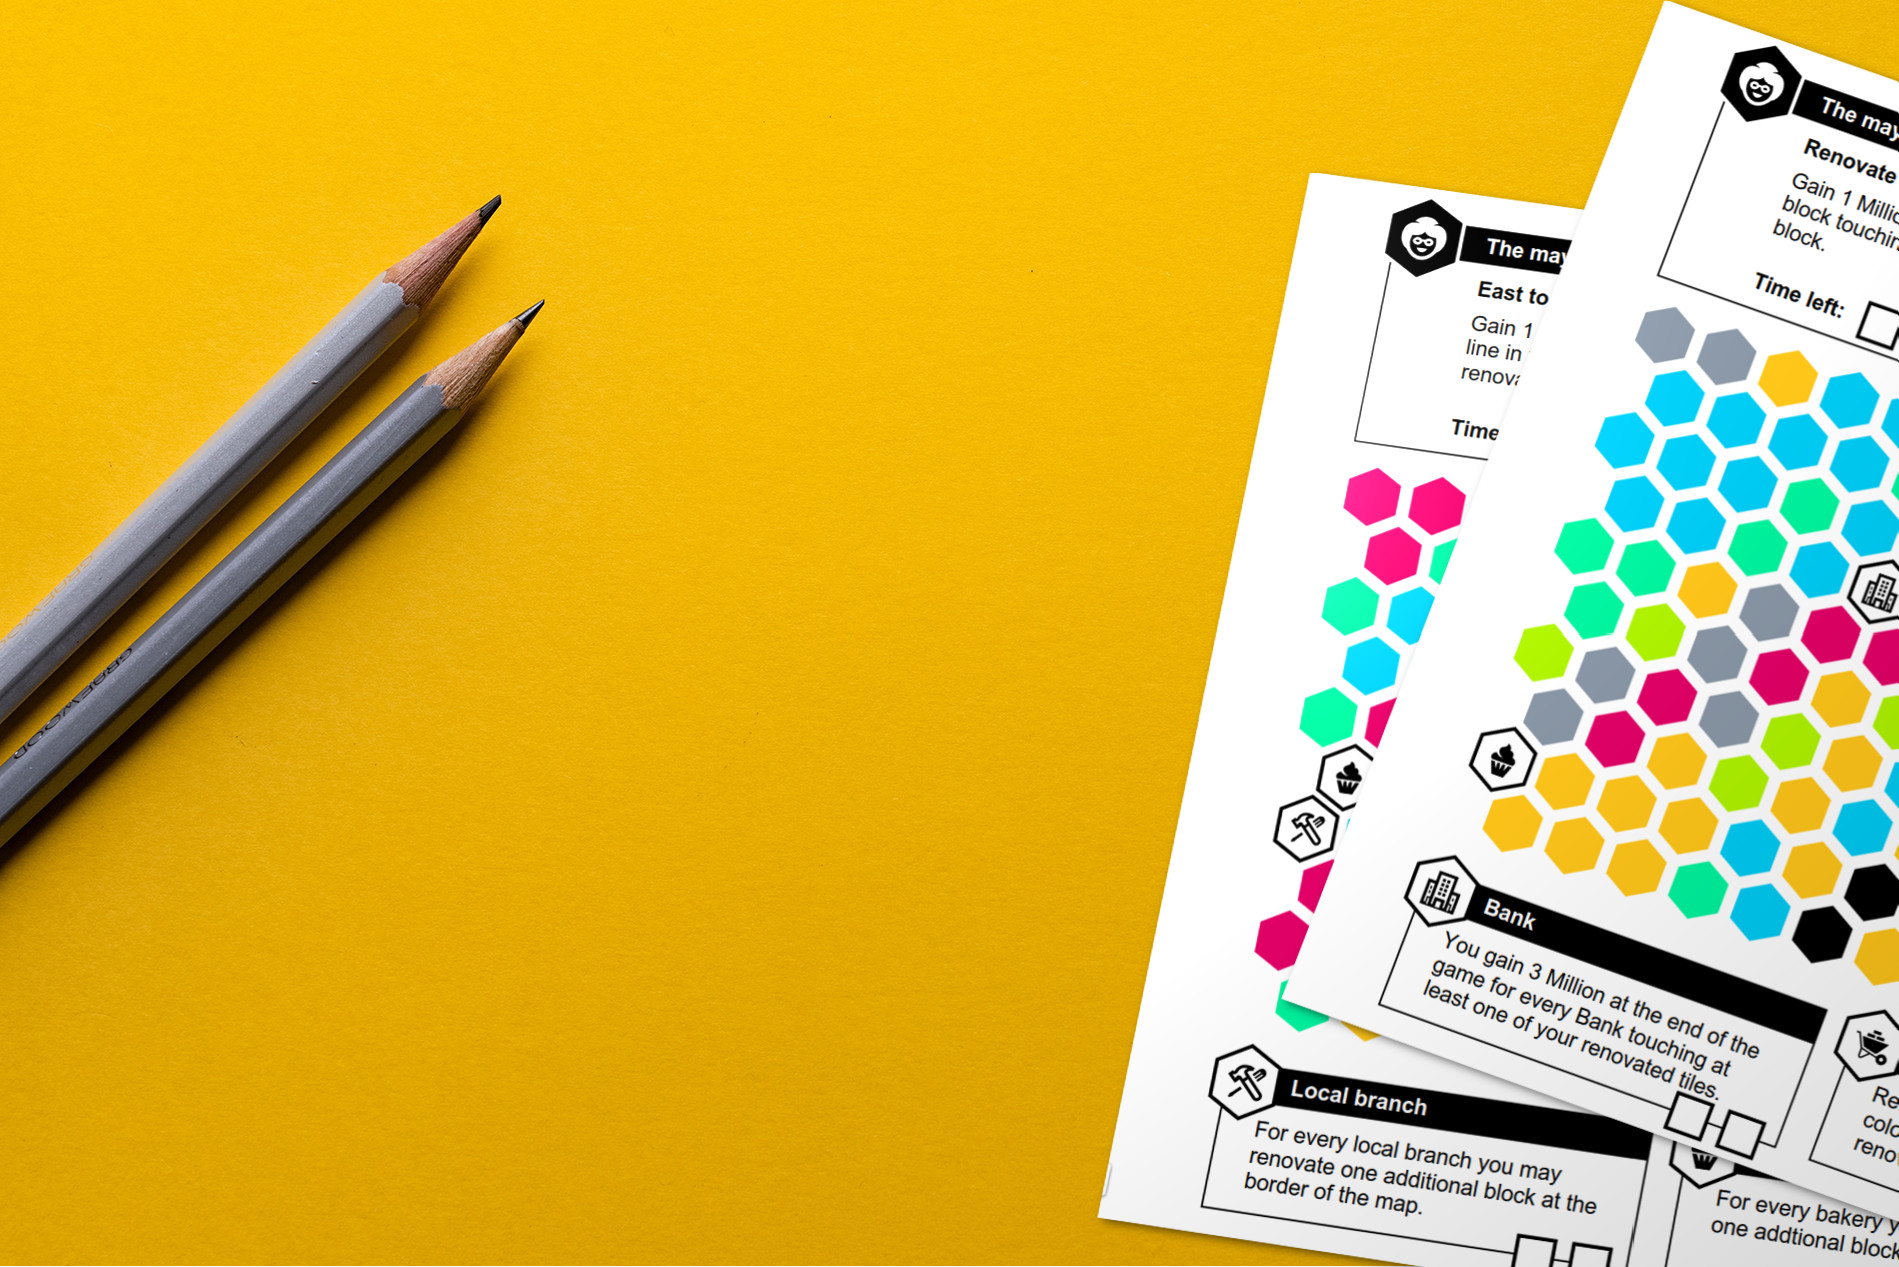 GREYWOOD
The may
East to
Gain 1
line in
renova
Time
Local branch
For every local branch you may
renovate one additional block at the
border of the map.
For every bakery y
one addtional block
The may
Renovate
Gain 1 Millio
block touchin
block.
Time left:
Bank
You gain 3 Million at the end of the
game for every Bank touching at
least one of your renovated tiles.
Re
colo
renov